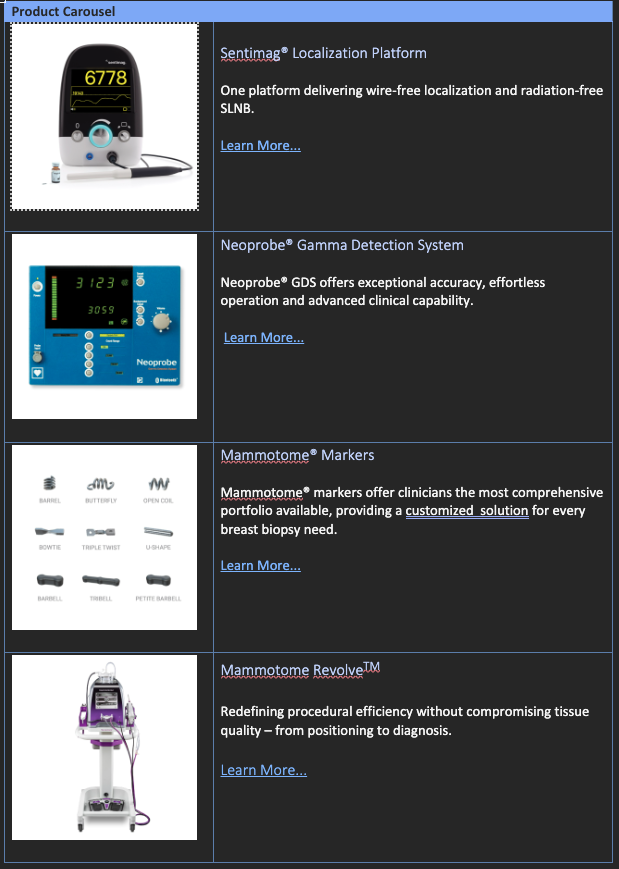 Product Carousel
sentimag®
6778
Sentimag® Localization Platform
One platform delivering wire-free localization and radiation-free
SLNB.
Learn More...
3123
3059
Neoprobe
Neoprobe® Gamma Detection System
Neoprobe® GDS offers exceptional accuracy, effortless
operation and advanced clinical capability.
Learn More...
BARREL BUTTERFLY OPEN COIL
BOWTIE TRIPLE TWIST U-SHAPE
BARBELL TRIBELL PETITE BARBELL
Mammotome® Markers
Mammotome® markers offer clinicians the most comprehensive
portfolio available, providing a customized  solution for every
breast biopsy need.
Learn More...
Mammotome Revolve™
Redefining procedural efficiency without compromising tissue
quality – from positioning to diagnosis.
Learn More...